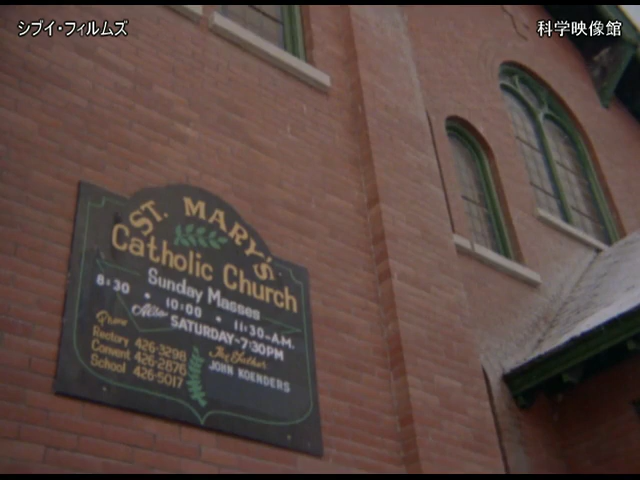 シブイ・フィルムズ
科学映像館
ST. MARY'S
Catholic Church
Sunday Masses
8:30 • 10:00 • 11:30-A.M.
Also SATURDAY-7:30PM
Rectory 426-3298
Convent 426-2876
School 426-5017
JOHN KOENDERS